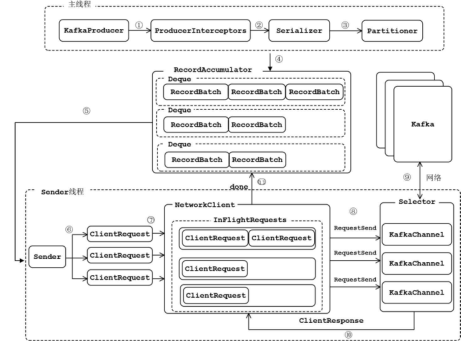 主线程
① ② ③
KafkaProducer ProducerInterceptors Serializer Partitioner
④
RecordAccumulator
Deque
RecordBatch RecordBatch RecordBatch
Deque
RecordBatch RecordBatch
Deque
RecordBatch RecordBatch
⑤
Kafka
⑨ 网络
done ⑪
Sender线程
NetworkClient
Selector
InFlightRequests
⑥ ⑦ ⑧
Sender
ClientRequest
ClientRequest
ClientRequest
ClientRequest ClientRequest
ClientRequest
ClientRequest
RequestSend
RequestSend
RequestSend
KafkaChannel
KafkaChannel
KafkaChannel
ClientResponse
⑩